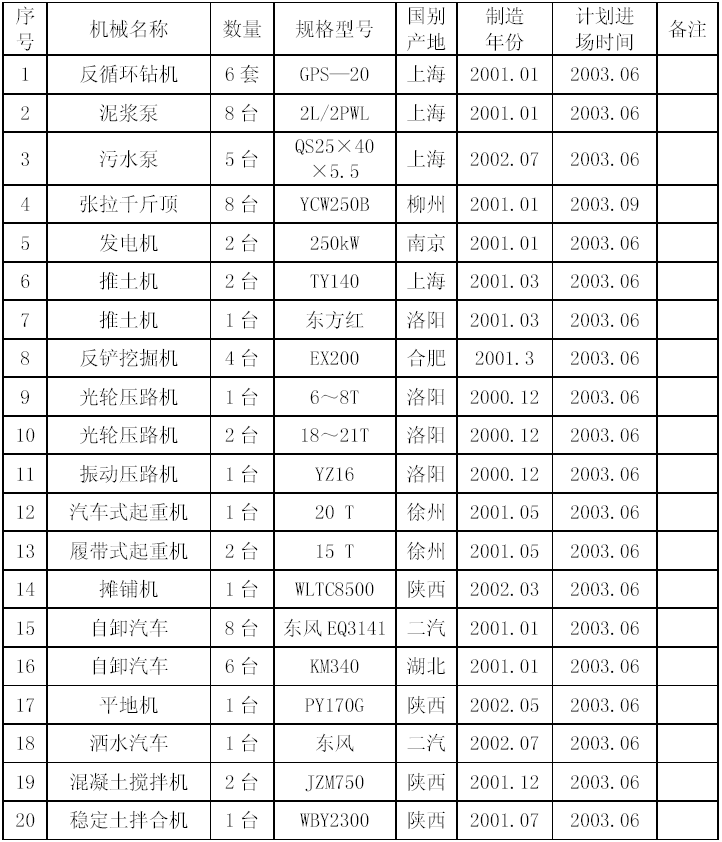 序号 机械名称 数量 规格型号 国别产地 制造年份 计划进场时间 备注
1 反循环钻机 6套 GPS—20 上海 2001.01 2003.06
2 泥浆泵 8台 2L/2PWL 上海 2001.01 2003.06
3 污水泵 5台 QS25×40×5.5 上海 2002.07 2003.06
4 张拉千斤顶 8台 YCW250B 柳州 2001.01 2003.09
5 发电机 2台 250kW 南京 2001.01 2003.06
6 推土机 2台 TY140 上海 2001.03 2003.06
7 推土机 1台 东方红 洛阳 2001.03 2003.06
8 反铲挖掘机 4台 EX200 合肥 2001.3 2003.06
9 光轮压路机 1台 6～8T 洛阳 2000.12 2003.06
10 光轮压路机 2台 18～21T 洛阳 2000.12 2003.06
11 振动压路机 1台 YZ16 洛阳 2000.12 2003.06
12 汽车式起重机 1台 20 T 徐州 2001.05 2003.06
13 履带式起重机 2台 15 T 徐州 2001.05 2003.06
14 摊铺机 1台 WLTC8500 陕西 2002.03 2003.06
15 自卸汽车 8台 东风EQ3141 二汽 2001.01 2003.06
16 自卸汽车 6台 KM340 湖北 2001.01 2003.06
17 平地机 1台 PY170G 陕西 2002.05 2003.06
18 洒水汽车 1台 东风 二汽 2002.07 2003.06
19 混凝土搅拌机 2台 JZM750 陕西 2001.12 2003.06
20 稳定土拌合机 1台 WBY2300 陕西 2001.07 2003.06